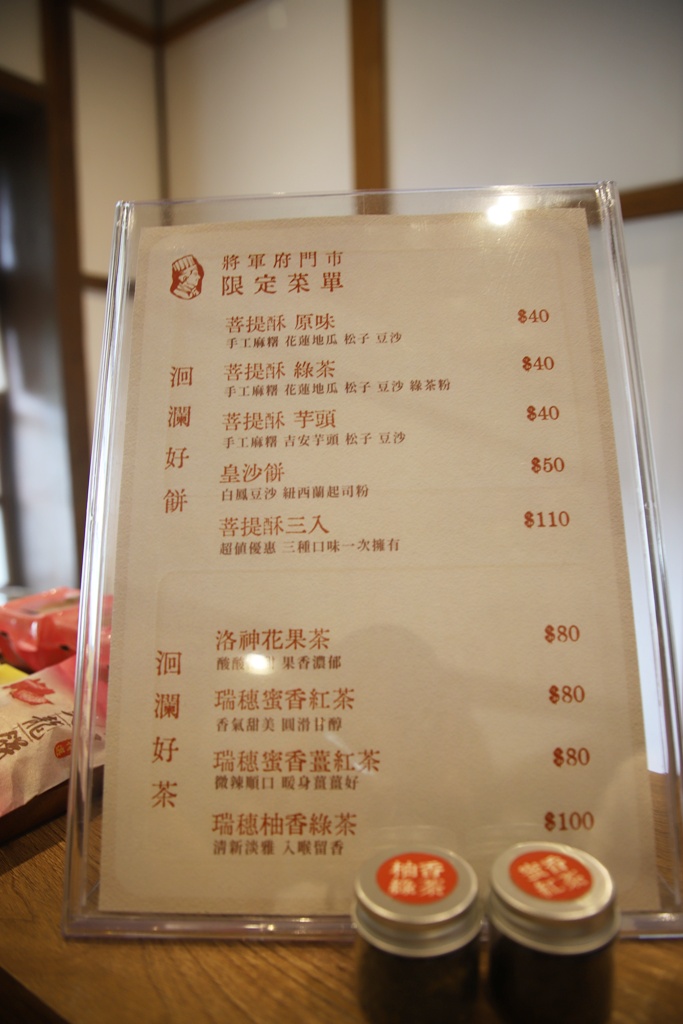 將軍府門市
限定菜單
洄瀾好餅
菩提酥 原味 $40
手工麻糬 花蓮地瓜 松子 豆沙
菩提酥 綠茶 $40
手工麻糬 花蓮地瓜 松子 豆沙 綠茶粉
菩提酥 芋頭 $40
手工麻糬 吉安芋頭 松子 豆沙
皇沙餅 $50
白鳳豆沙 紐西蘭起司粉
菩提酥三入 $110
超值優惠 三種口味一次擁有
洄瀾好茶
洛神花果茶 $80
酸酸 果香濃郁
瑞穗蜜香紅茶 $80
香氣甜美 圓滑甘醇
瑞穗蜜香薑紅茶 $80
微辣順口 暖身薑薑好
瑞穗柚香綠茶 $100
清新淡雅 入喉留香
柚香
綠茶
蜜香
紅茶